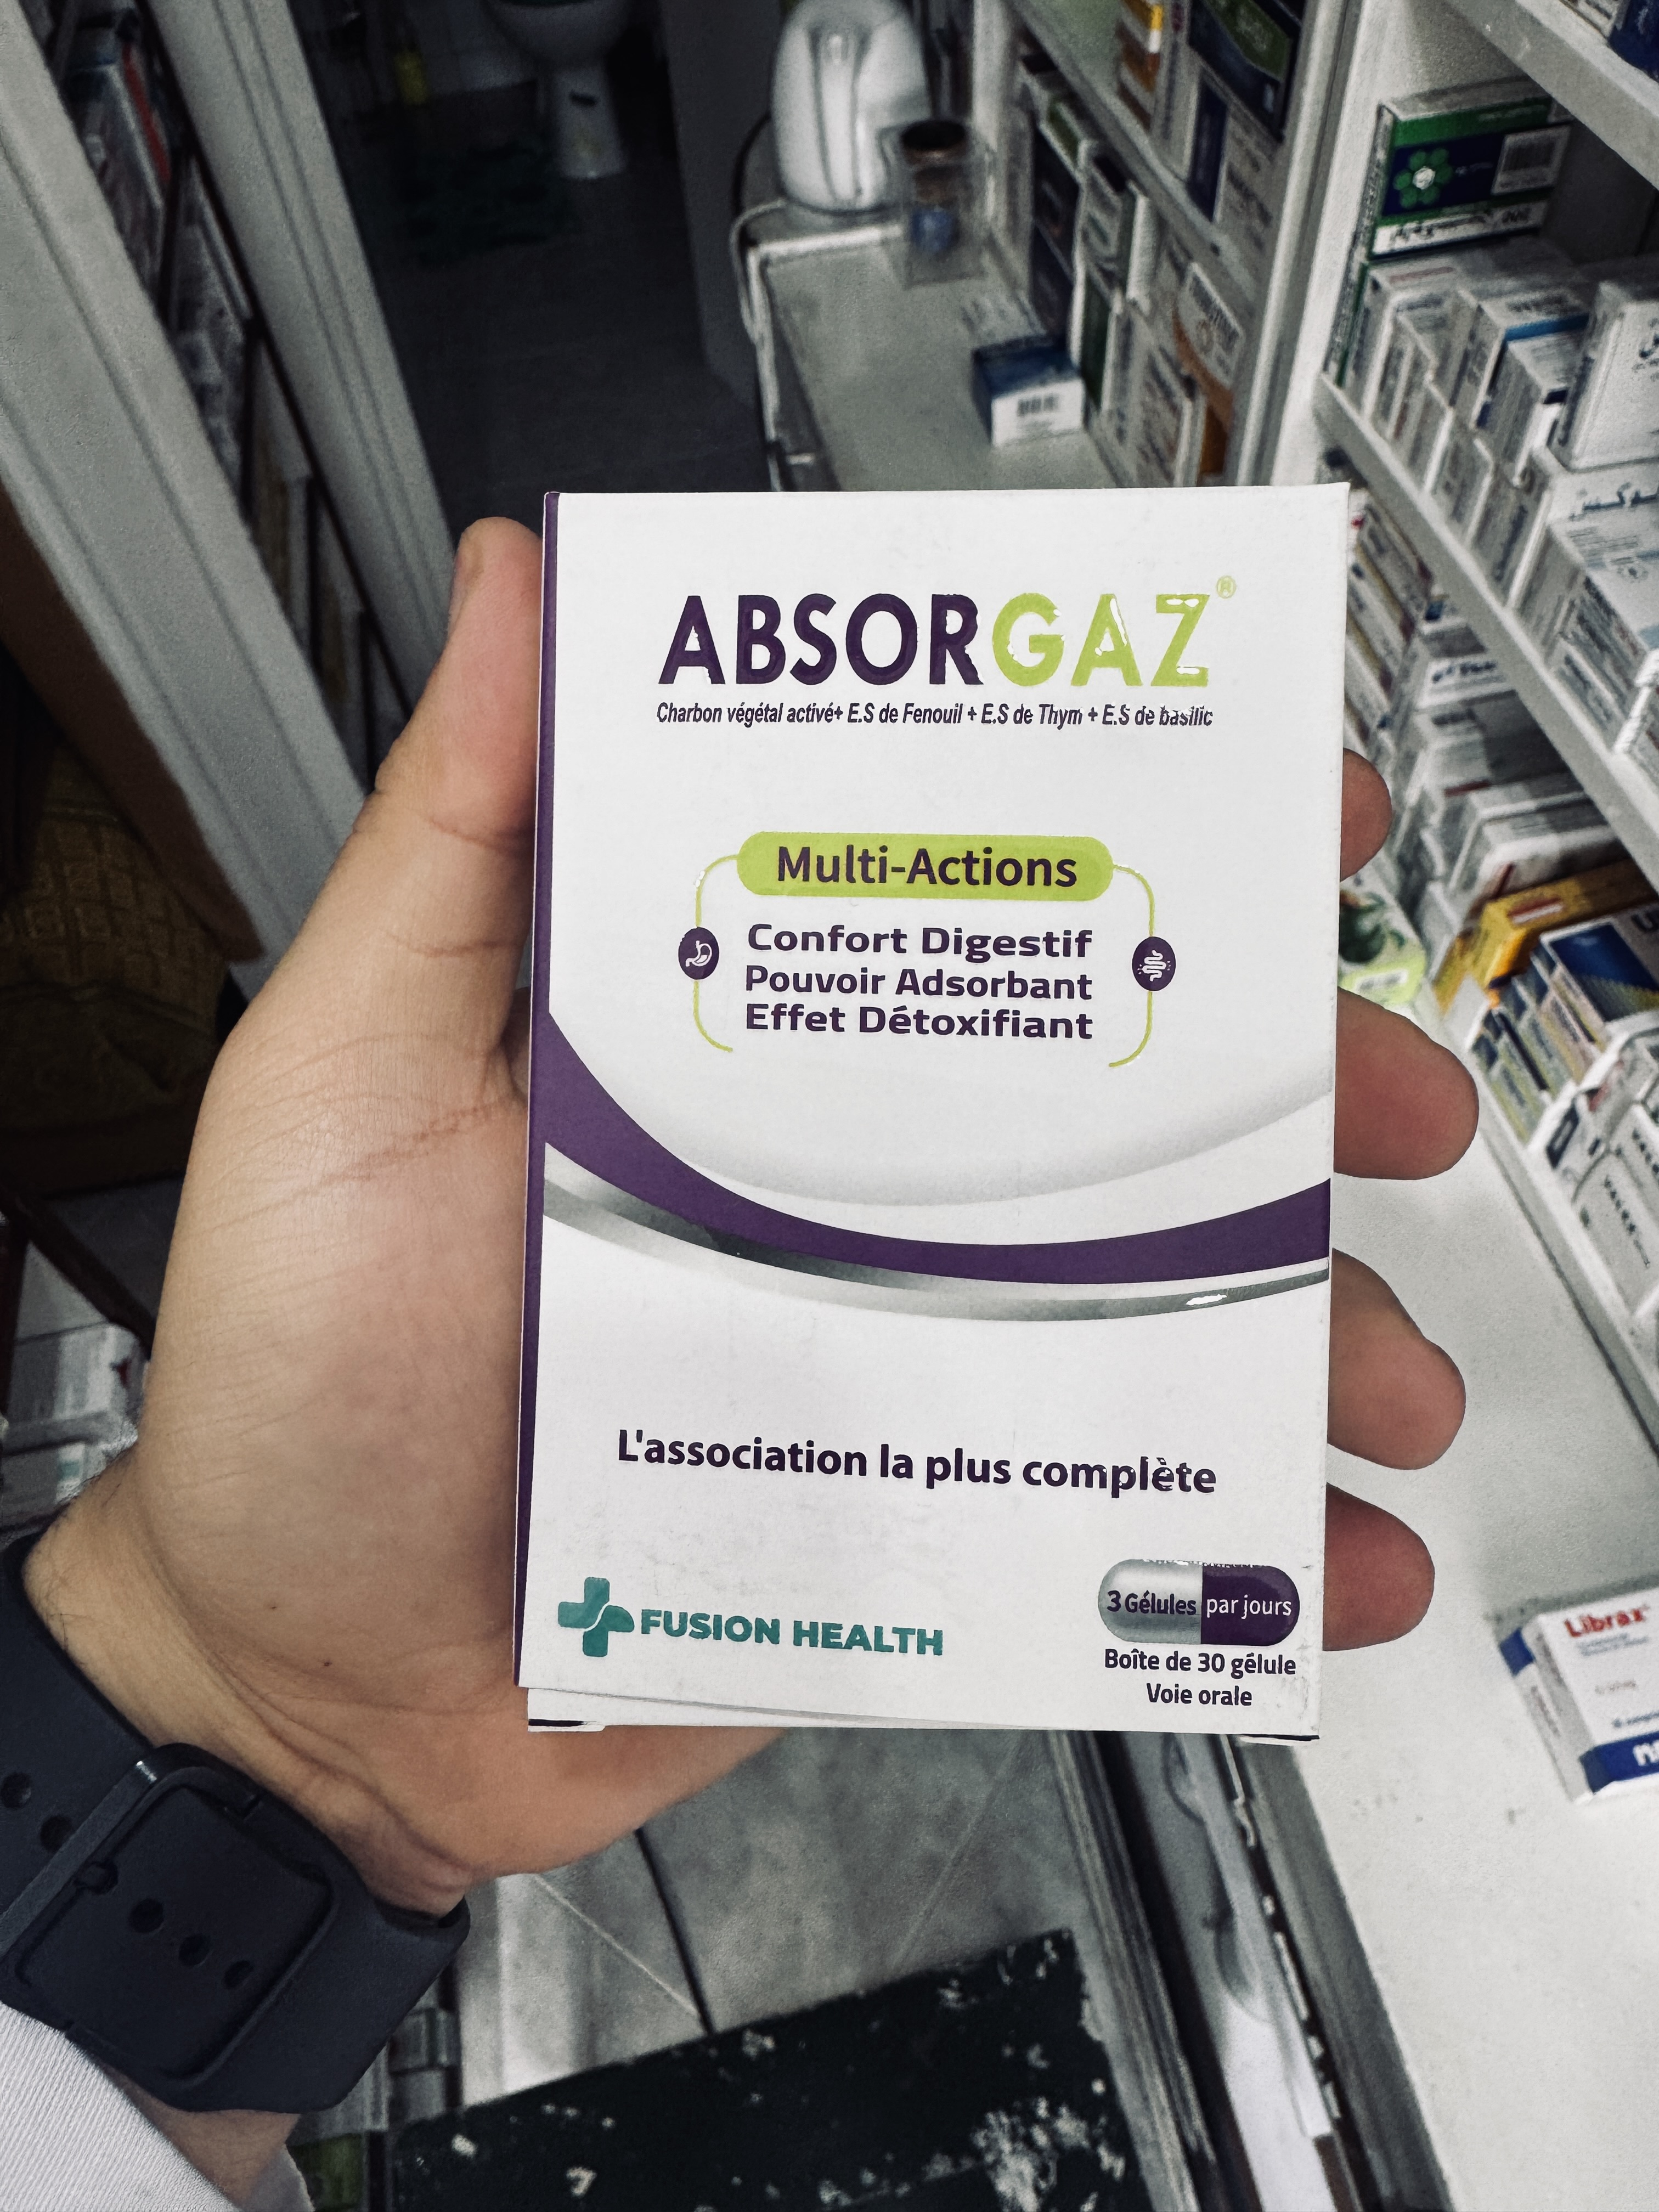 ABSORGAZ®
Charbon végétal activé+ E.S de Fenouil + E.S de Thym + E.S de basilic
Multi-Actions
Confort Digestif
Pouvoir Adsorbant
Effet Détoxifiant
L'association la plus complète
FUSION HEALTH
3 Gélules par jours
Boîte de 30 gélule
Voie orale
Librax